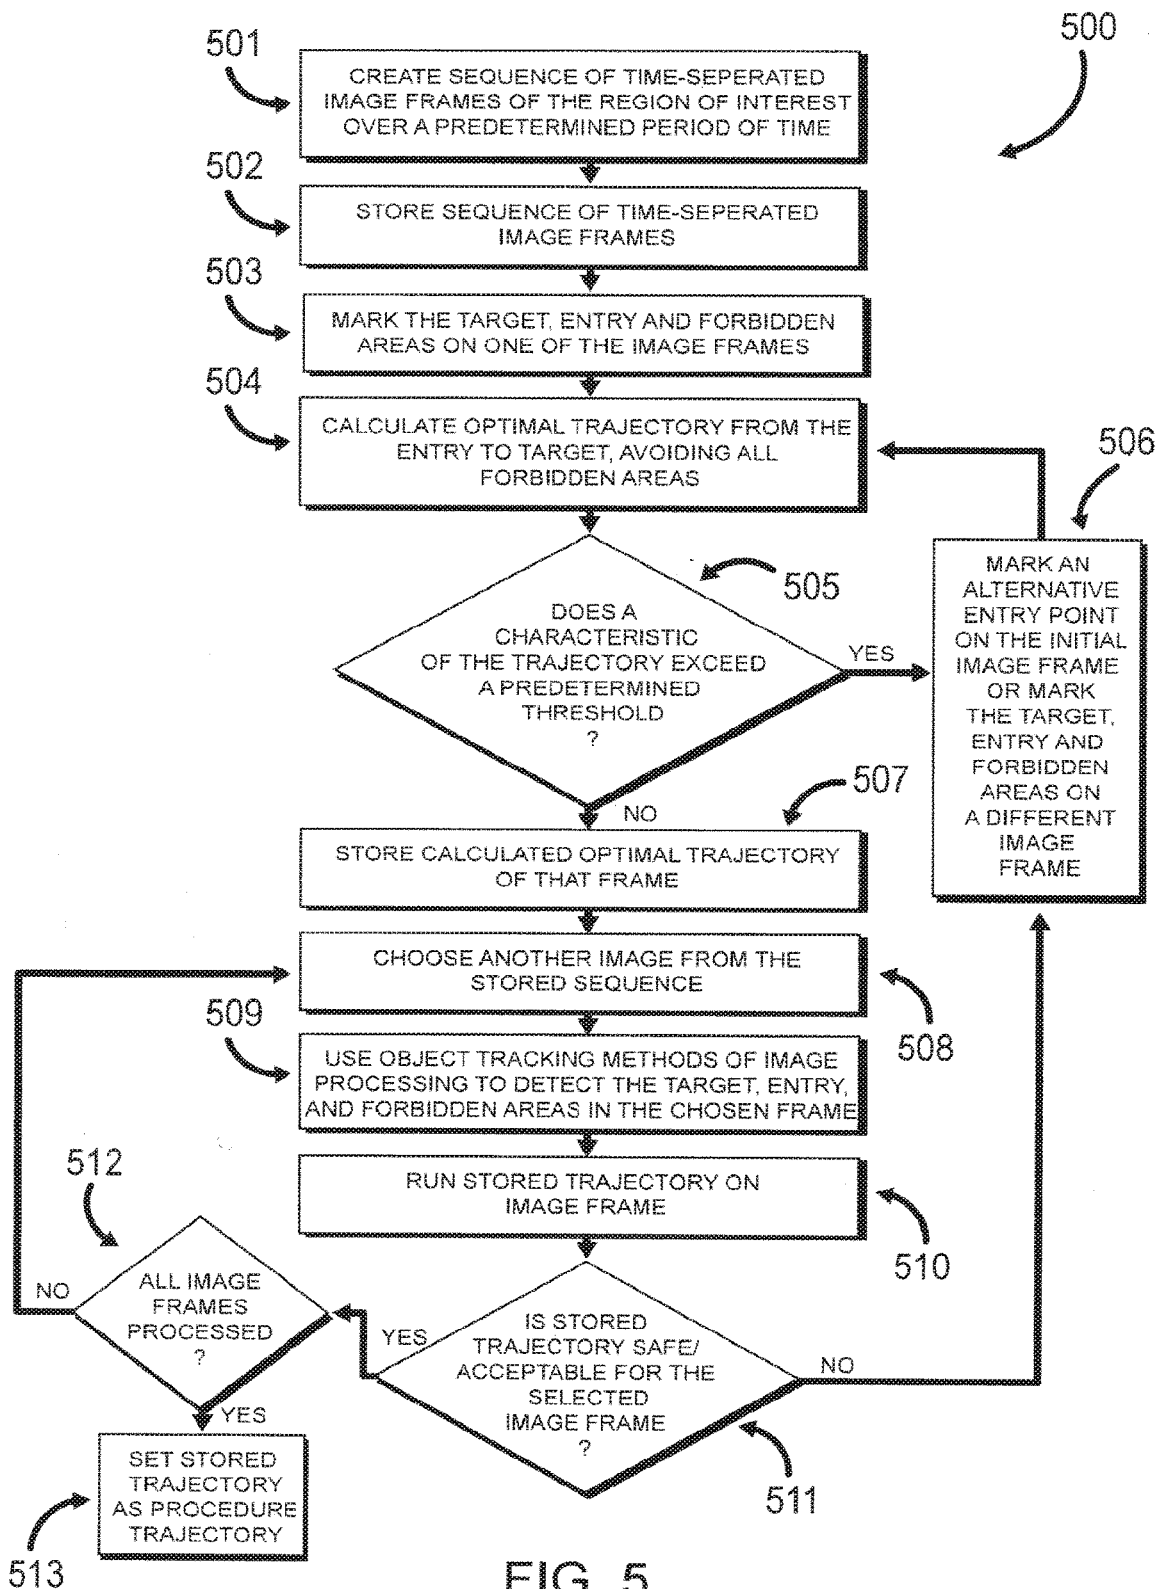 500
501
CREATE SEQUENCE OF TIME-SEPERATED
IMAGE FRAMES OF THE REGION OF INTEREST
OVER A PREDETERMINED PERIOD OF TIME
502
STORE SEQUENCE OF TIME-SEPERATED
IMAGE FRAMES
503
MARK THE TARGET, ENTRY AND FORBIDDEN
AREAS ON ONE OF THE IMAGE FRAMES
504
CALCULATE OPTIMAL TRAJECTORY FROM THE
ENTRY TO TARGET, AVOIDING ALL
FORBIDDEN AREAS
505
DOES A
CHARACTERISTIC
OF THE TRAJECTORY EXCEED
A PREDETERMINED
THRESHOLD
?
YES
NO
506
MARK AN
ALTERNATIVE
ENTRY POINT
ON THE INITIAL
IMAGE FRAME
OR MARK
THE TARGET,
ENTRY AND
FORBIDDEN
AREAS ON
A DIFFERENT
IMAGE
FRAME
507
STORE CALCULATED OPTIMAL TRAJECTORY
OF THAT FRAME
CHOOSE ANOTHER IMAGE FROM THE
STORED SEQUENCE
508
509
USE OBJECT TRACKING METHODS OF IMAGE
PROCESSING TO DETECT THE TARGET, ENTRY,
AND FORBIDDEN AREAS IN THE CHOSEN FRAME
RUN STORED TRAJECTORY ON
IMAGE FRAME
510
IS STORED
TRAJECTORY SAFE/
ACCEPTABLE FOR THE
SELECTED
IMAGE FRAME
?
YES
NO
511
512
ALL IMAGE
FRAMES
PROCESSED
?
NO
YES
SET STORED
TRAJECTORY
AS PROCEDURE
TRAJECTORY
513
FIG. 5